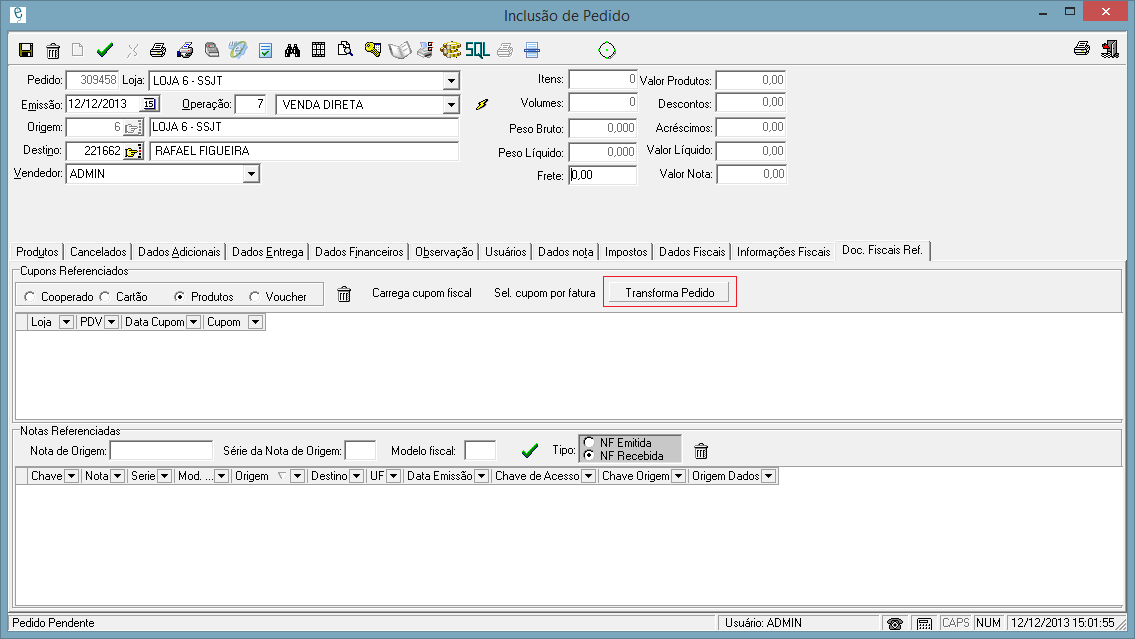 Inclusão de Pedido
SQL
Pedido: 309458 Loja: LOJA 6 - SSJT Itens: 0 Valor Produtos: 0,00
Emissão: 12/12/2013 15 Operação: 7 VENDA DIRETA Volumes: 0 Descontos: 0,00
Origem: 6 LOJA 6 - SSJT Peso Bruto: 0,000 Acréscimos: 0,00
Destino: 221662 RAFAEL FIGUEIRA Peso Líquido: 0,000 Valor Líquido: 0,00
Vendedor: ADMIN Frete: 0,00 Valor Nota: 0,00
Produtos Cancelados Dados Adicionais Dados Entrega Dados Financeiros Observação Usuários Dados nota Impostos Dados Fiscais Informações Fiscais Doc. Fiscais Ref.
Cupons Referenciados
Cooperado Cartão Produtos Voucher Carrega cupom fiscal Sel. cupom por fatura Transforma Pedido
Loja PDV Data Cupom Cupom
Notas Referenciadas
Nota de Origem: Série da Nota de Origem: Modelo fiscal: Tipo: NF Emitida
NF Recebida
Chave Nota Serie Mod. ... Origem Destino UF Data Emissão Chave de Acesso Chave Origem Origem Dados
Pedido Pendente Usuário: ADMIN CAPS NUM 12/12/2013 15:01:55